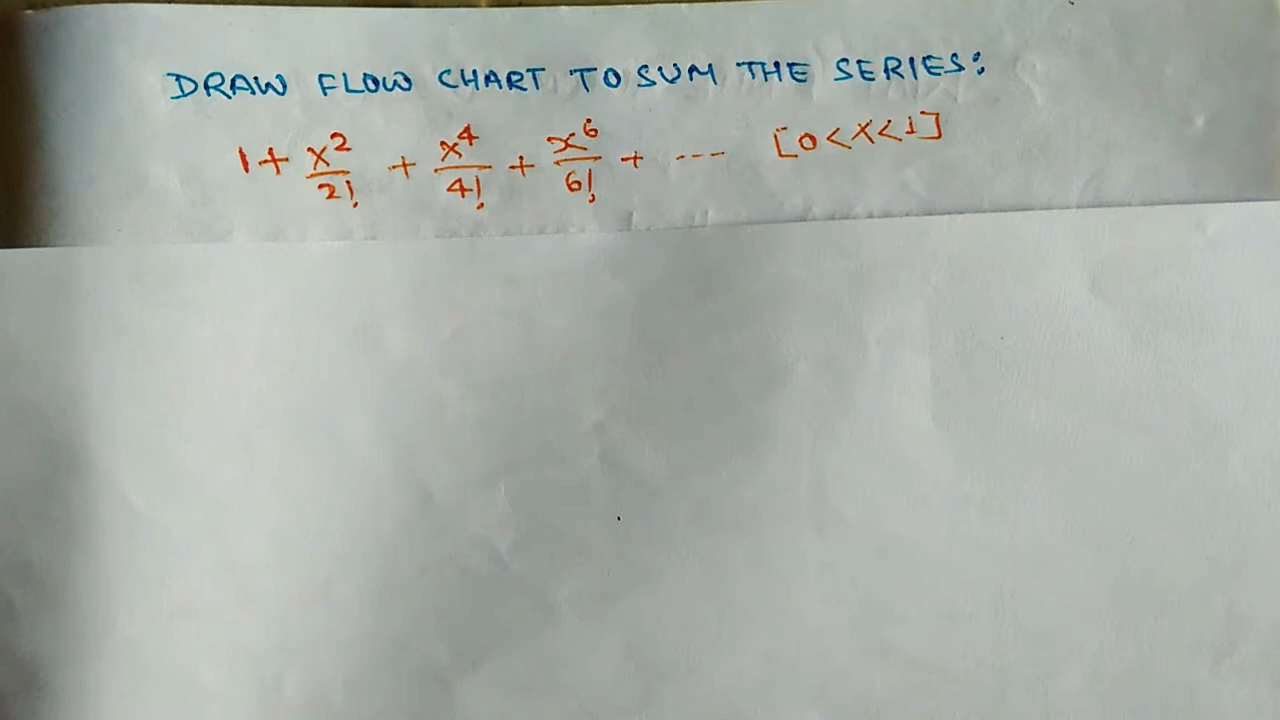 DRAW FLOW CHART TO SUM THE SERIES:
1 + x²/2! + x⁴/4! + x⁶/6! + ---- [0<x<1]